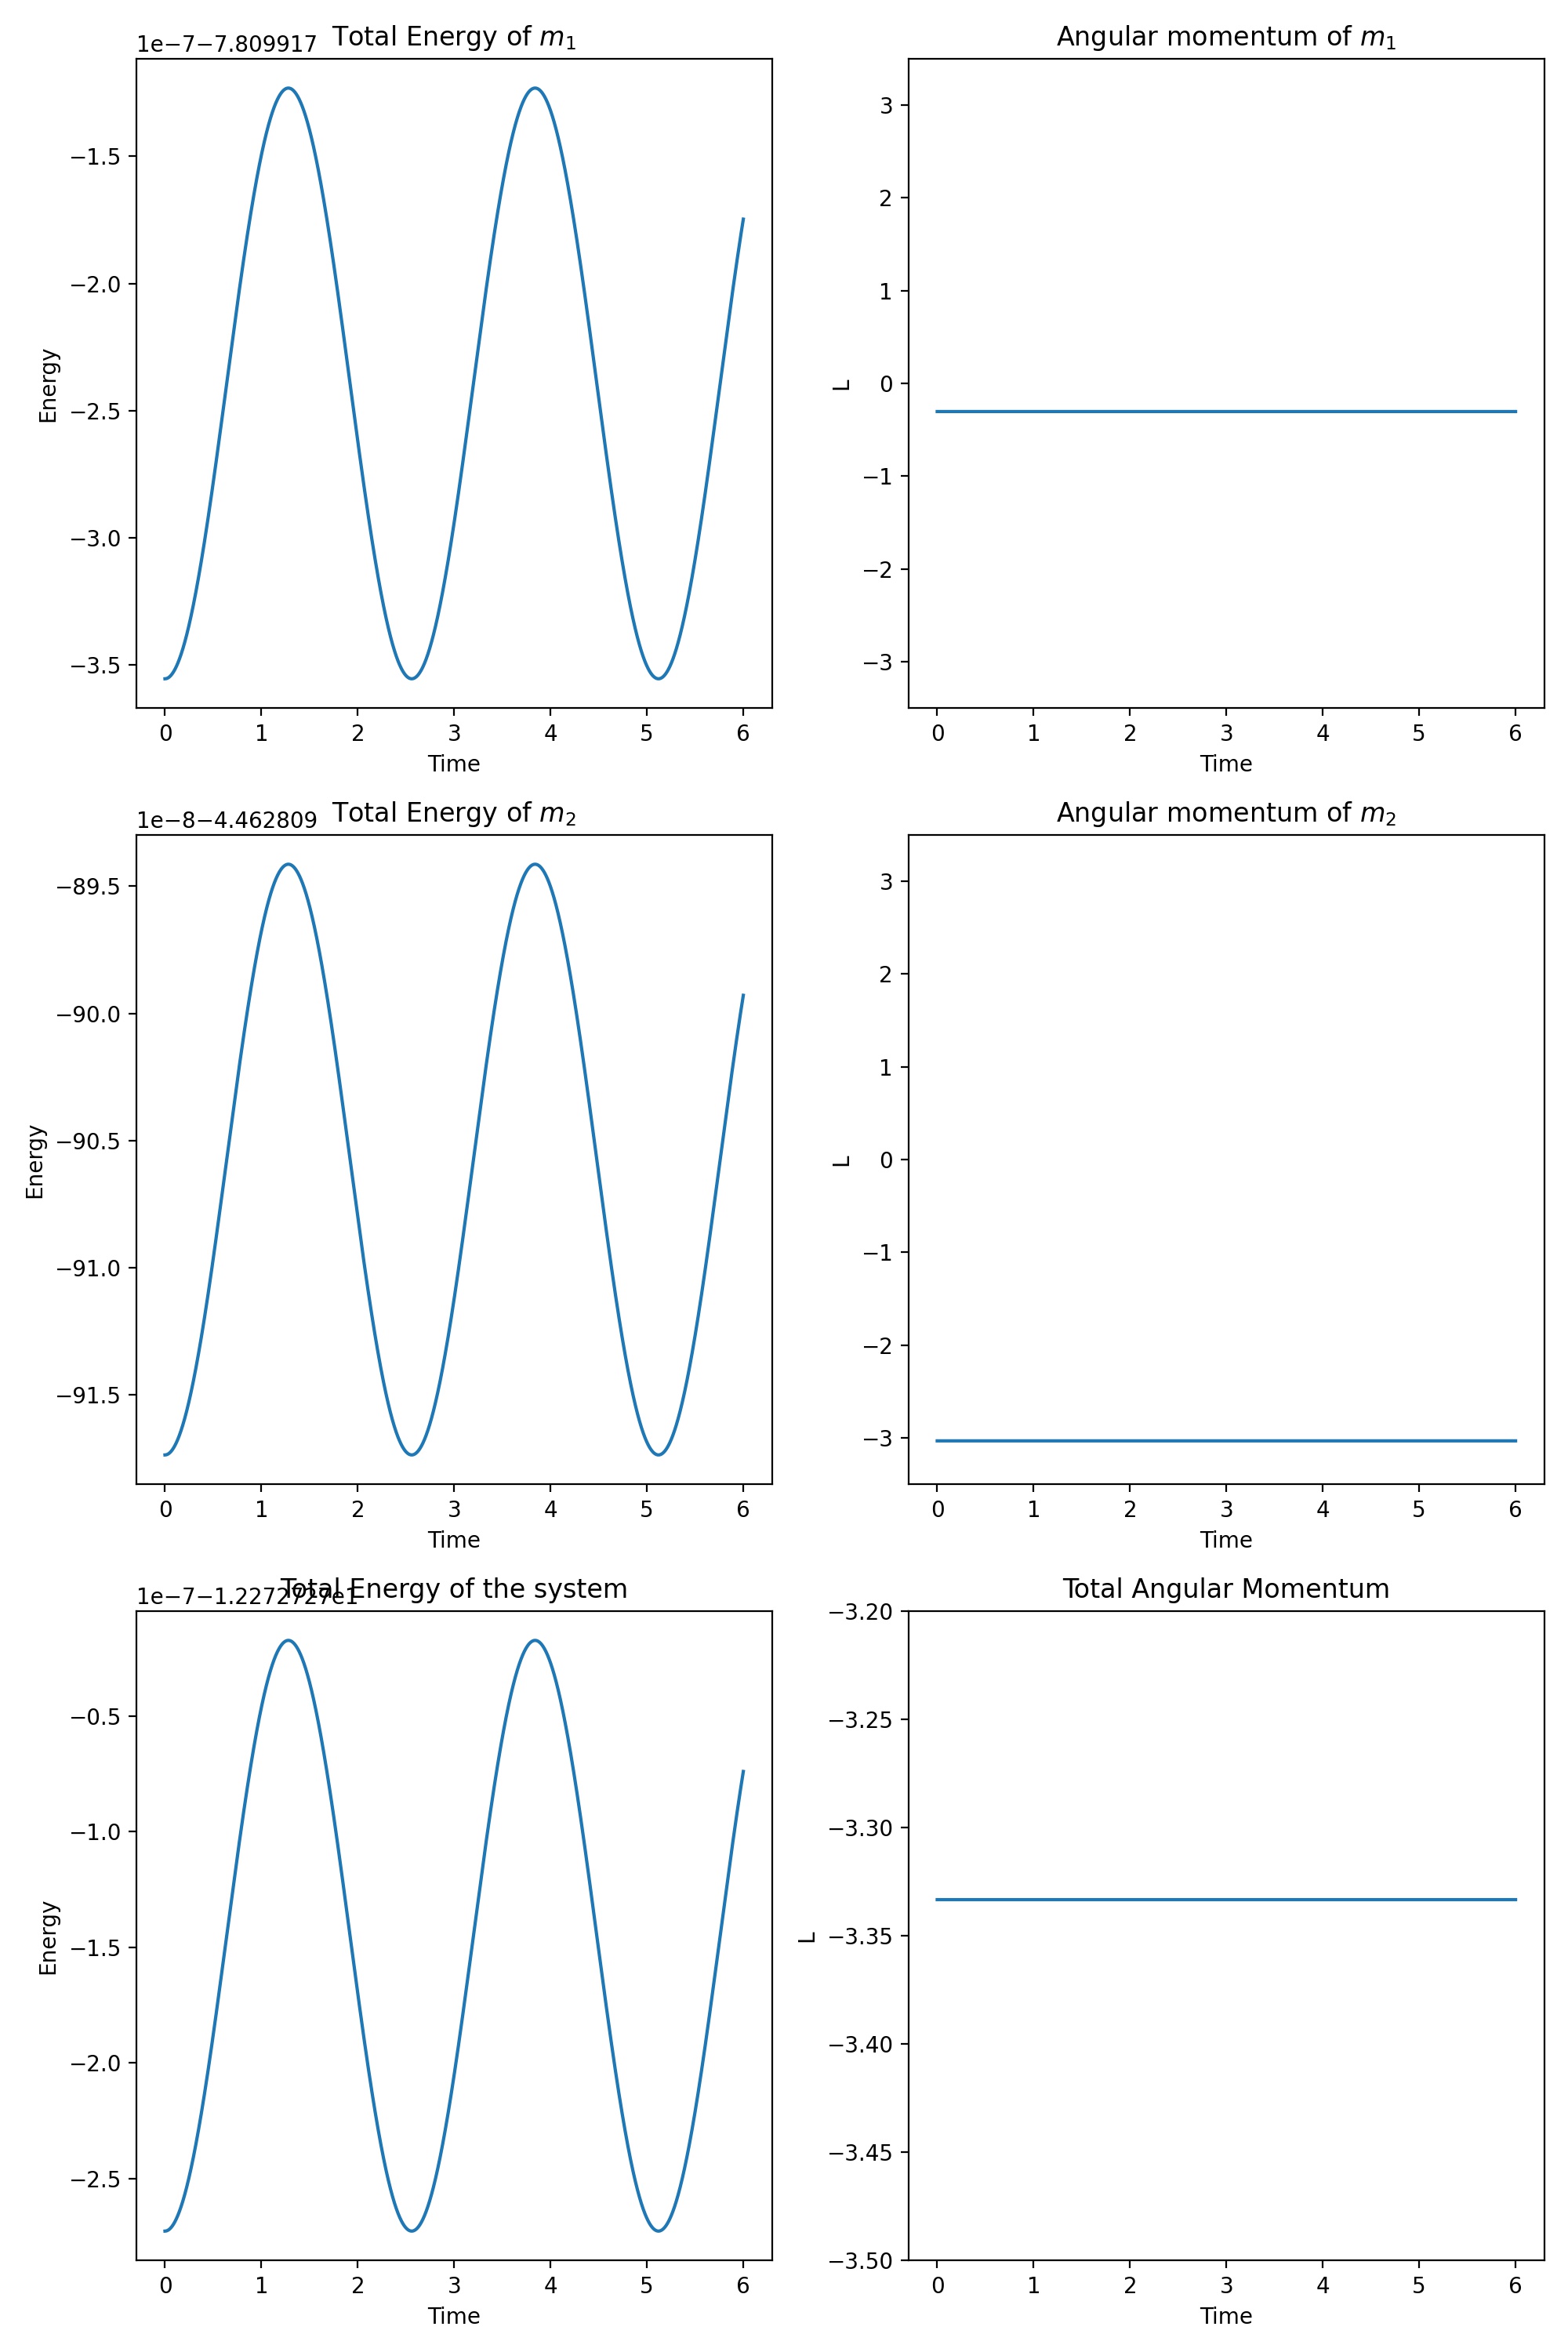 1e−7−7.809917 Total Energy of m₁
−1.5
−2.0
−2.5
−3.0
−3.5
Energy
0 1 2 3 4 5 6
Time
Angular momentum of m₁
3
2
1
0
−1
−2
−3
L
0 1 2 3 4 5 6
Time
1e−8−4.462809 Total Energy of m₂
−89.5
−90.0
−90.5
−91.0
−91.5
Energy
0 1 2 3 4 5 6
Time
Angular momentum of m₂
3
2
1
0
−1
−2
−3
L
0 1 2 3 4 5 6
Time
1e−7−1.2272727e1
Total Energy of the system
−0.5
−1.0
−1.5
−2.0
−2.5
Energy
0 1 2 3 4 5 6
Time
Total Angular Momentum
−3.20
−3.25
−3.30
−3.35
−3.40
−3.45
−3.50
L
0 1 2 3 4 5 6
Time